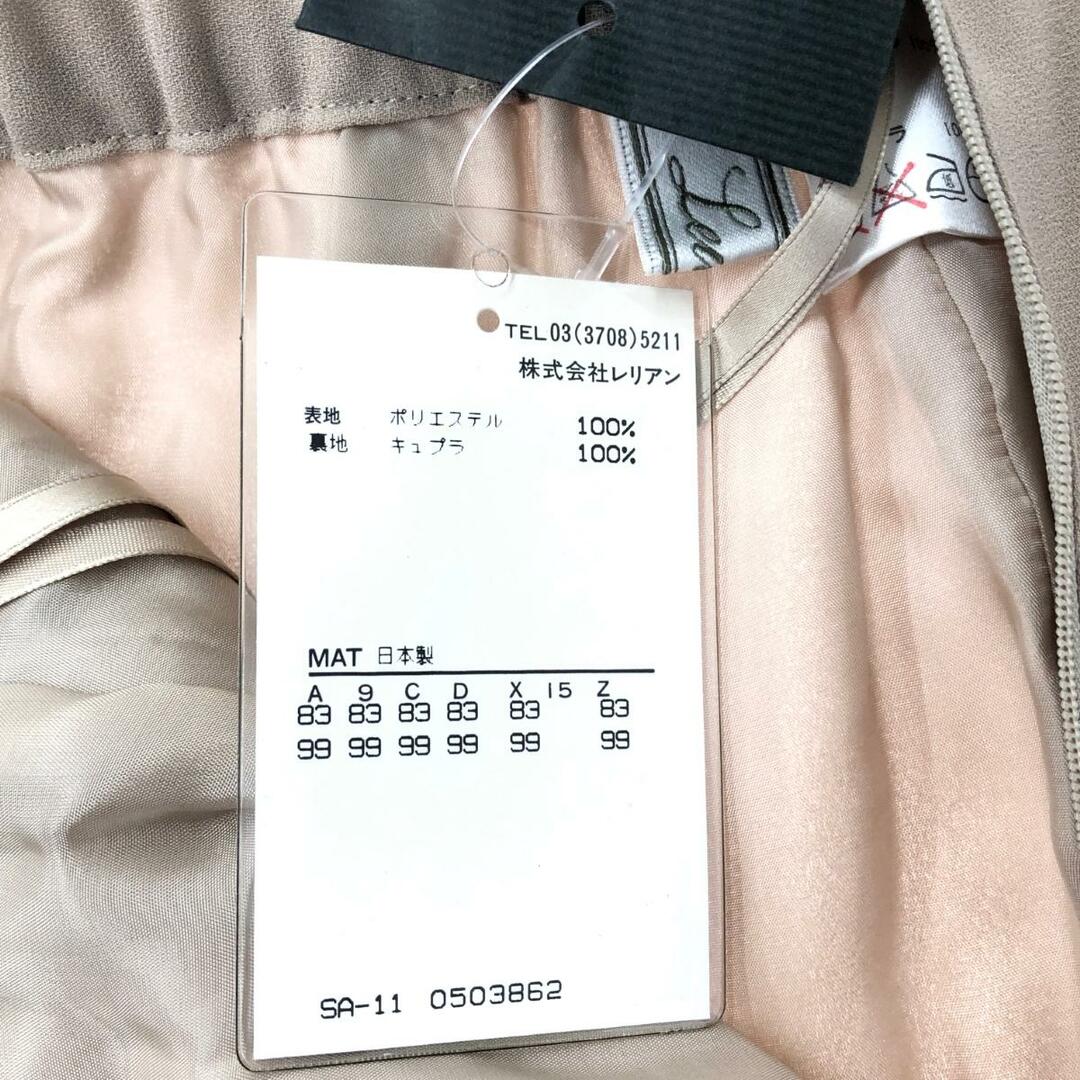 TEL03(3708)5211
株式会社レリアン
表地 ポリエステル 100%
裏地 キュプラ 100%
MAT 日本製
A 9 C D X 15 Z
83 83 83 83 83 83
99 99 99 99 99 99
SA-11 0503862